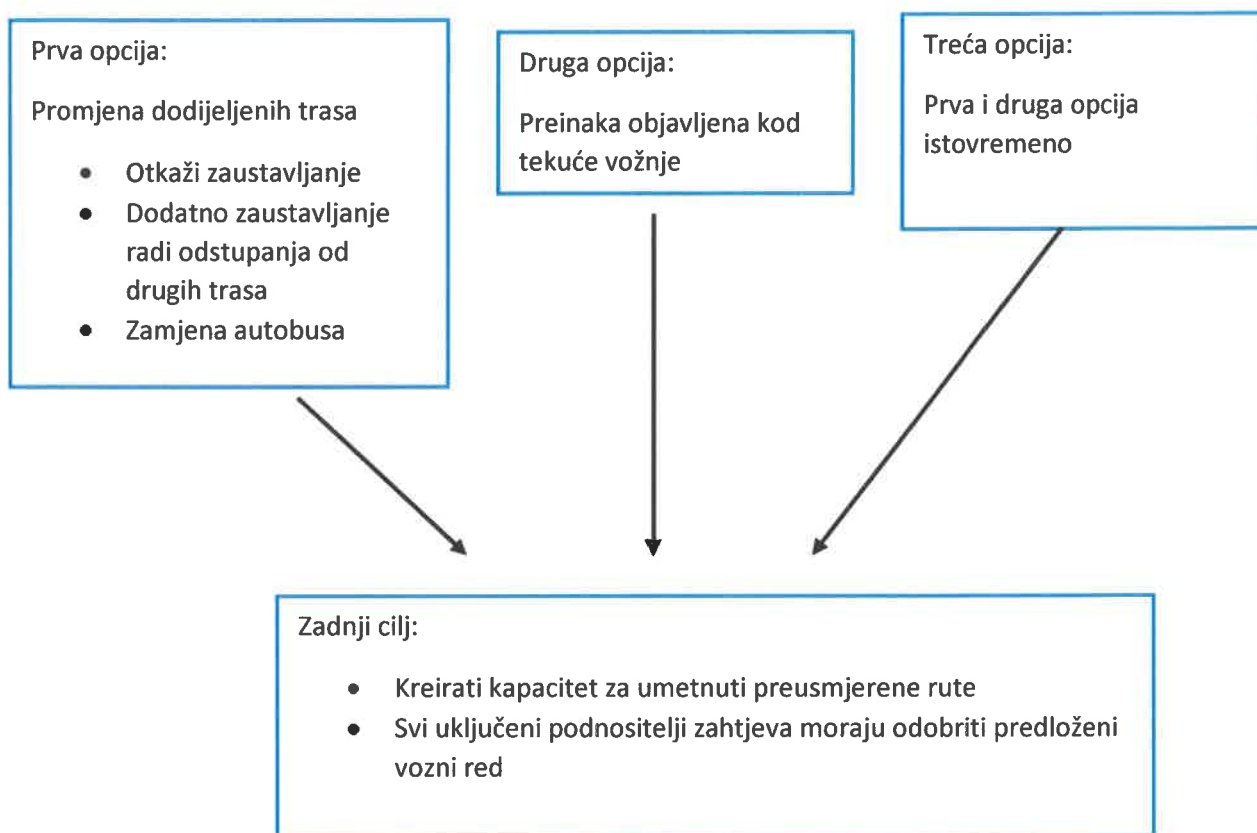 Prva opcija:
Promjena dodijeljenih trasa
• Otkaži zaustavljanje
• Dodatno zaustavljanje
radi odstupanja od
drugih trasa
• Zamjena autobusa
Druga opcija:
Preinaka objavljena kod
tekuće vožnje
Treća opcija:
Prva i druga opcija
istovremeno
Zadnji cilj:
• Kreirati kapacitet za umetnuti preusmjerene rute
• Svi uključeni podnositelji zahtjeva moraju odobriti predloženi
vozni red